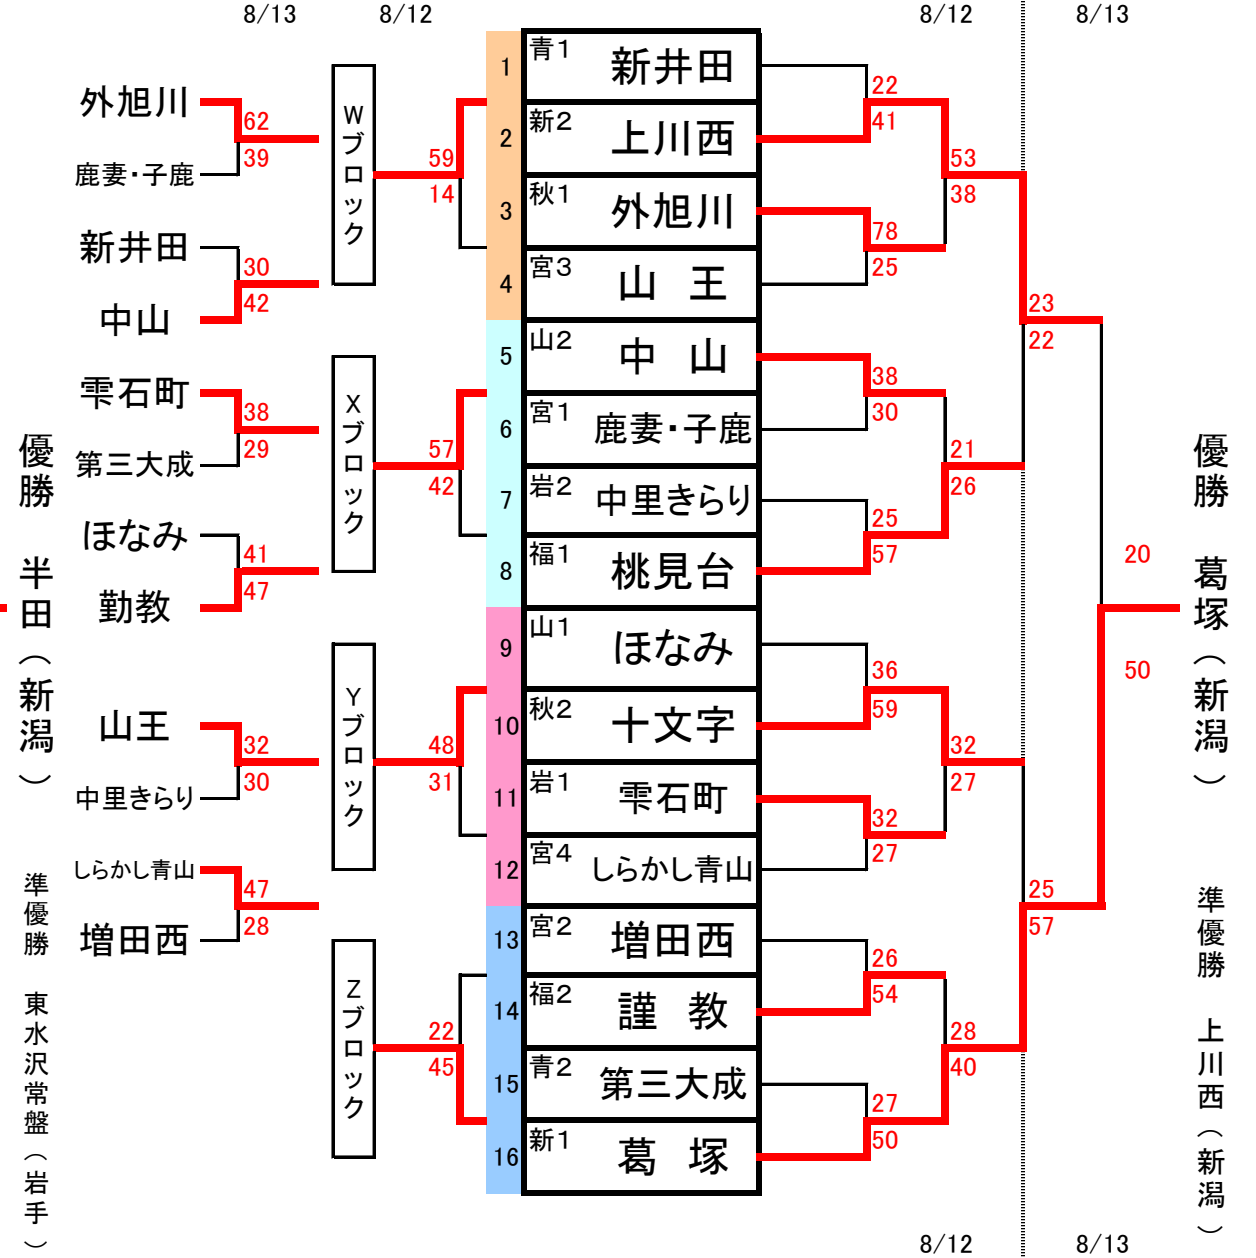 8/13
8/12
8/12
8/13
外旭川
62
39
鹿妻・子鹿
新井田
30
42
中山
雫石町
38
29
第三大成
ほなみ
41
47
勤教
山王
32
30
中里きらり
しらかし青山
47
28
増田西
優勝 半田(新潟)
準優勝 東水沢常盤(岩手)
Wブロック
59
14
Xブロック
57
42
Yブロック
48
31
Zブロック
22
45
1 青1 新井田
2 新2 上川西
3 秋1 外旭川
4 宮3 山 王
5 山2 中 山
6 宮1 鹿妻・子鹿
7 岩2 中里きらり
8 福1 桃見台
9 山1 ほなみ
10 秋2 十文字
11 岩1 雫石町
12 宮4 しらかし青山
13 宮2 増田西
14 福2 謹 教
15 青2 第三大成
16 新1 葛 塚
22
41
78
25
38
30
25
57
36
59
32
27
26
54
27
50
53
38
21
26
32
27
28
40
23
22
25
57
20
50
優勝 葛塚(新潟)
準優勝 上川西(新潟)
8/12
8/13